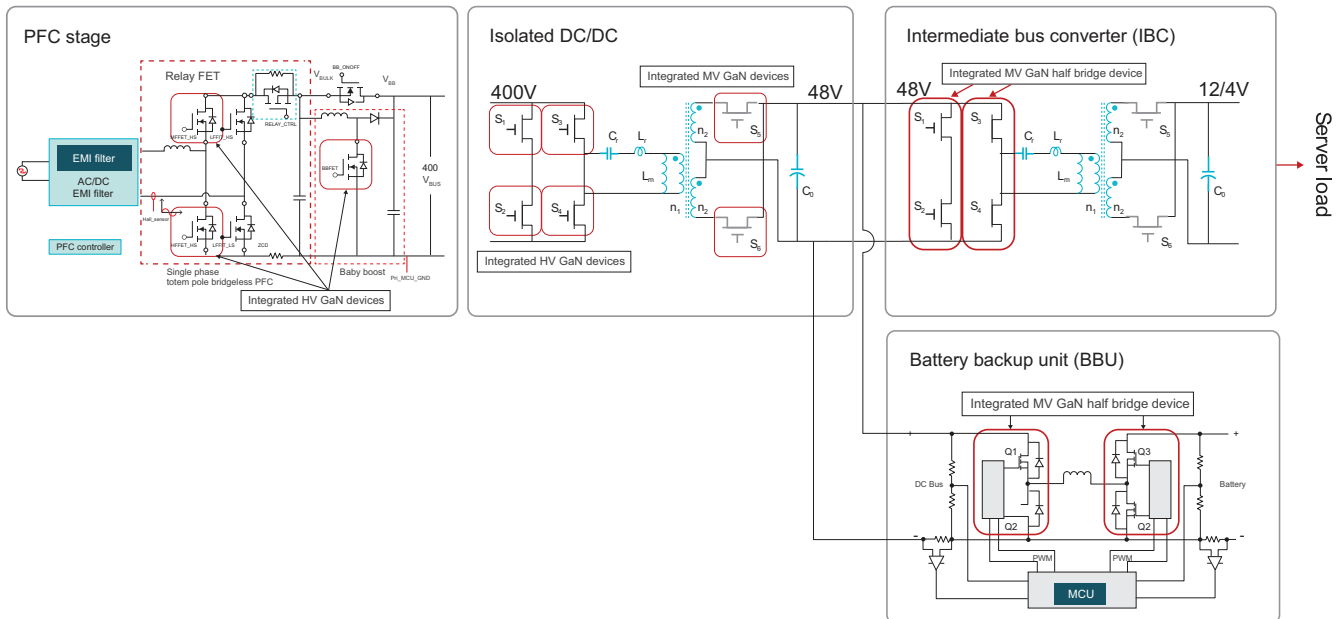 PFC stage
Relay FET
BB_ONOFF
V_BULK
V_BB
RELAY_CTRL
HFFET_HS
LFFET_HS
EMI filter
AC/DC
EMI filter
BBFET
400
V_BUS
Hall_sensor
PFC controller
HFFET_HS
LFFET_LS
ZCD
Single phase
totem pole bridgeless PFC
Baby boost
Pri_MCU_GND
Integrated HV GaN devices
Isolated DC/DC
Integrated MV GaN devices
400V
48V
S1
S3
Cr
Lr
n2
S5
Lm
C0
S2
S4
n1
n2
S6
Integrated HV GaN devices
Intermediate bus converter (IBC)
Integrated MV GaN half bridge device
48V
12/4V
S1
S3
Cr
Lr
n2
S5
Lm
C0
S2
S4
n1
n2
S6
Server load
Battery backup unit (BBU)
Integrated MV GaN half bridge device
+
+
Q1
Q3
DC Bus
Battery
Q2
Q2
-
-
PWM
PWM
MCU